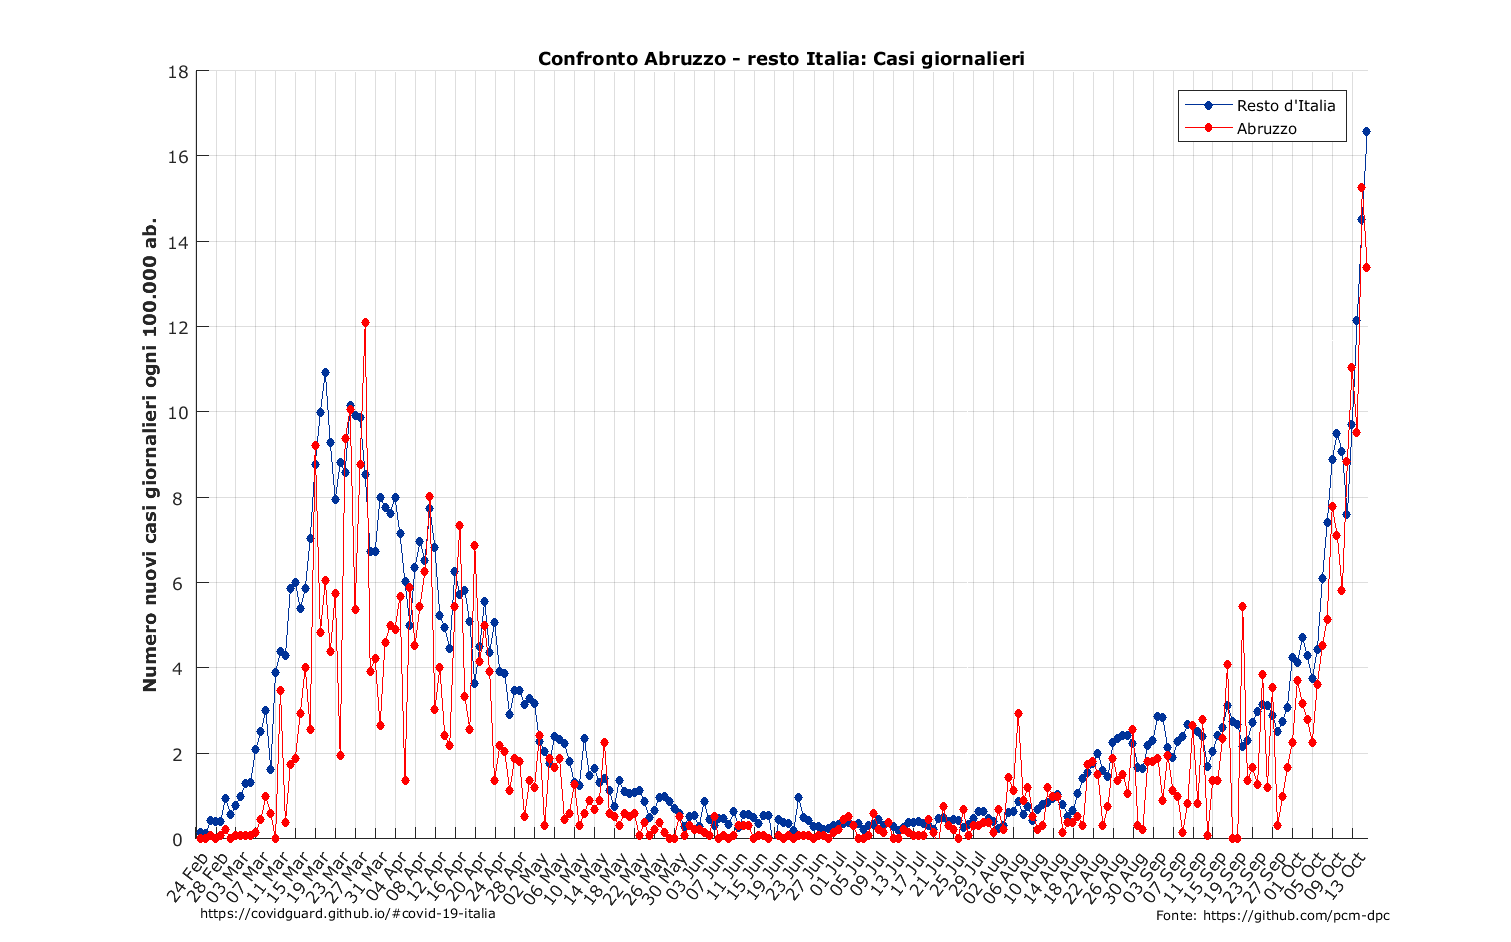 Confronto Abruzzo - resto Italia: Casi giornalieri
Resto d'Italia
Abruzzo
Numero nuovi casi giornalieri ogni 100.000 ab.
18
16
14
12
10
8
6
4
2
0
24 Feb
28 Feb
03 Mar
07 Mar
11 Mar
15 Mar
19 Mar
23 Mar
27 Mar
31 Mar
04 Apr
08 Apr
12 Apr
16 Apr
20 Apr
24 Apr
28 Apr
02 May
06 May
10 May
14 May
18 May
22 May
26 May
30 May
03 Jun
07 Jun
11 Jun
15 Jun
19 Jun
23 Jun
27 Jun
01 Jul
05 Jul
09 Jul
13 Jul
17 Jul
21 Jul
25 Jul
29 Jul
02 Aug
06 Aug
10 Aug
14 Aug
18 Aug
22 Aug
26 Aug
30 Aug
03 Sep
07 Sep
11 Sep
15 Sep
19 Sep
23 Sep
27 Sep
01 Oct
05 Oct
09 Oct
13 Oct
https://covidguard.github.io/#covid-19-italia
Fonte: https://github.com/pcm-dpc